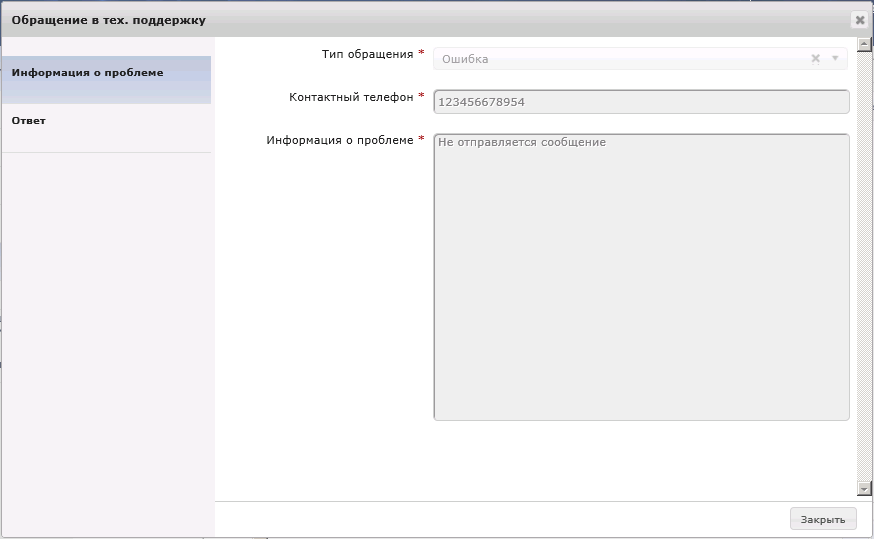 Обращение в тех. поддержку
Информация о проблеме
Ответ
Тип обращения *
Ошибка
Контактный телефон *
123456678954
Информация о проблеме *
Не отправляется сообщение
Закрыть